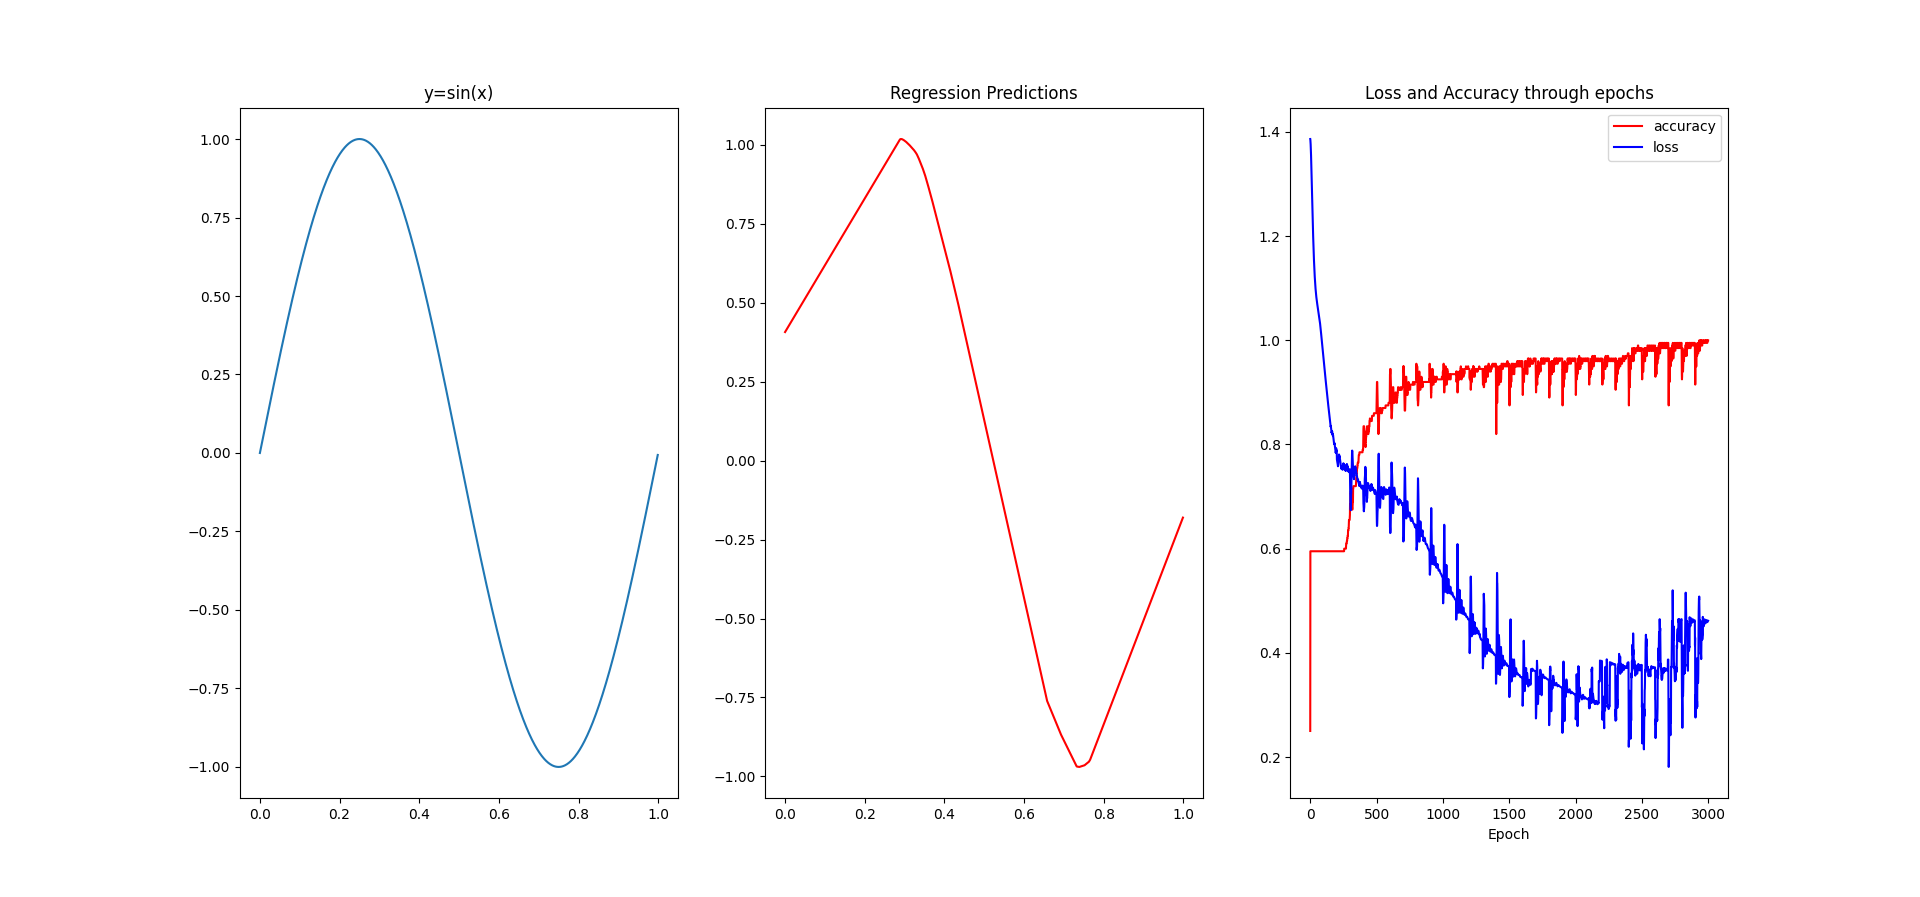 y=sin(x)
1.00
0.75
0.50
0.25
0.00
−0.25
−0.50
−0.75
−1.00
0.0 0.2 0.4 0.6 0.8 1.0
Regression Predictions
1.00
0.75
0.50
0.25
0.00
−0.25
−0.50
−0.75
−1.00
0.0 0.2 0.4 0.6 0.8 1.0
Loss and Accuracy through epochs
accuracy
loss
1.4
1.2
1.0
0.8
0.6
0.4
0.2
0 500 1000 1500 2000 2500 3000
Epoch